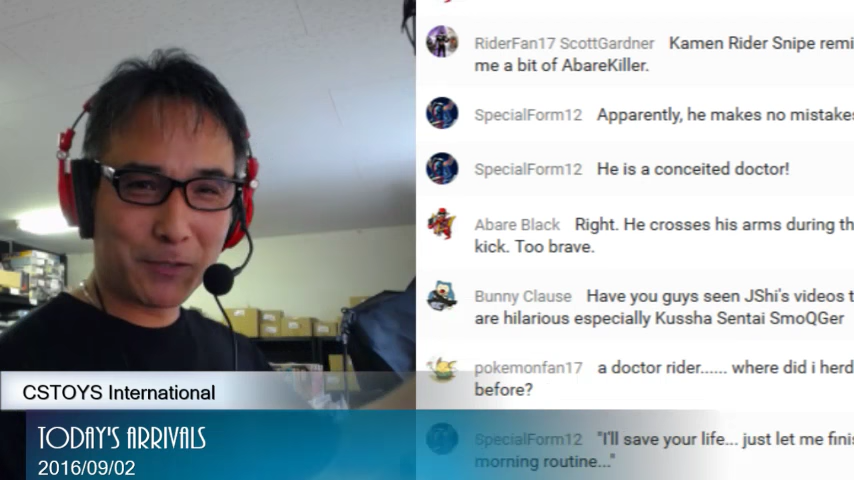 RiderFan17 ScottGardner Kamen Rider Snipe remi
me a bit of AbareKiller.
SpecialForm12 Apparently, he makes no mistakes
SpecialForm12 He is a conceited doctor!
Abare Black Right. He crosses his arms during th
kick. Too brave.
Bunny Clause Have you guys seen JShi's videos t
are hilarious especially Kussha Sentai SmoQGer
pokemonfan17 a doctor rider...... where did i herd
before?
SpecialForm12 "I'll save your life... just let me finis
morning routine..."
CSTOYS International
TODAY'S ARRIVALS
2016/09/02